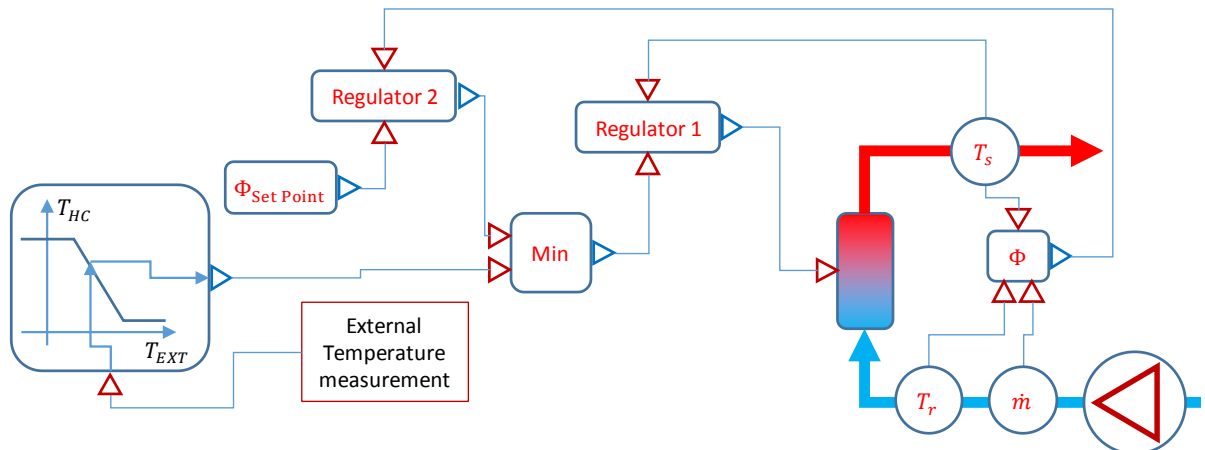 Regulator 2
Regulator 1
T_s
Φ_Set Point
T_HC
Min
Φ
External
Temperature
measurement
T_EXT
T_r
ṁ